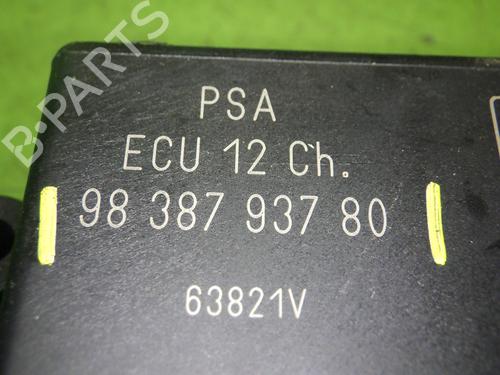 PSA
ECU 12 Ch.
98 387 937 80
63821V
B-PARTS